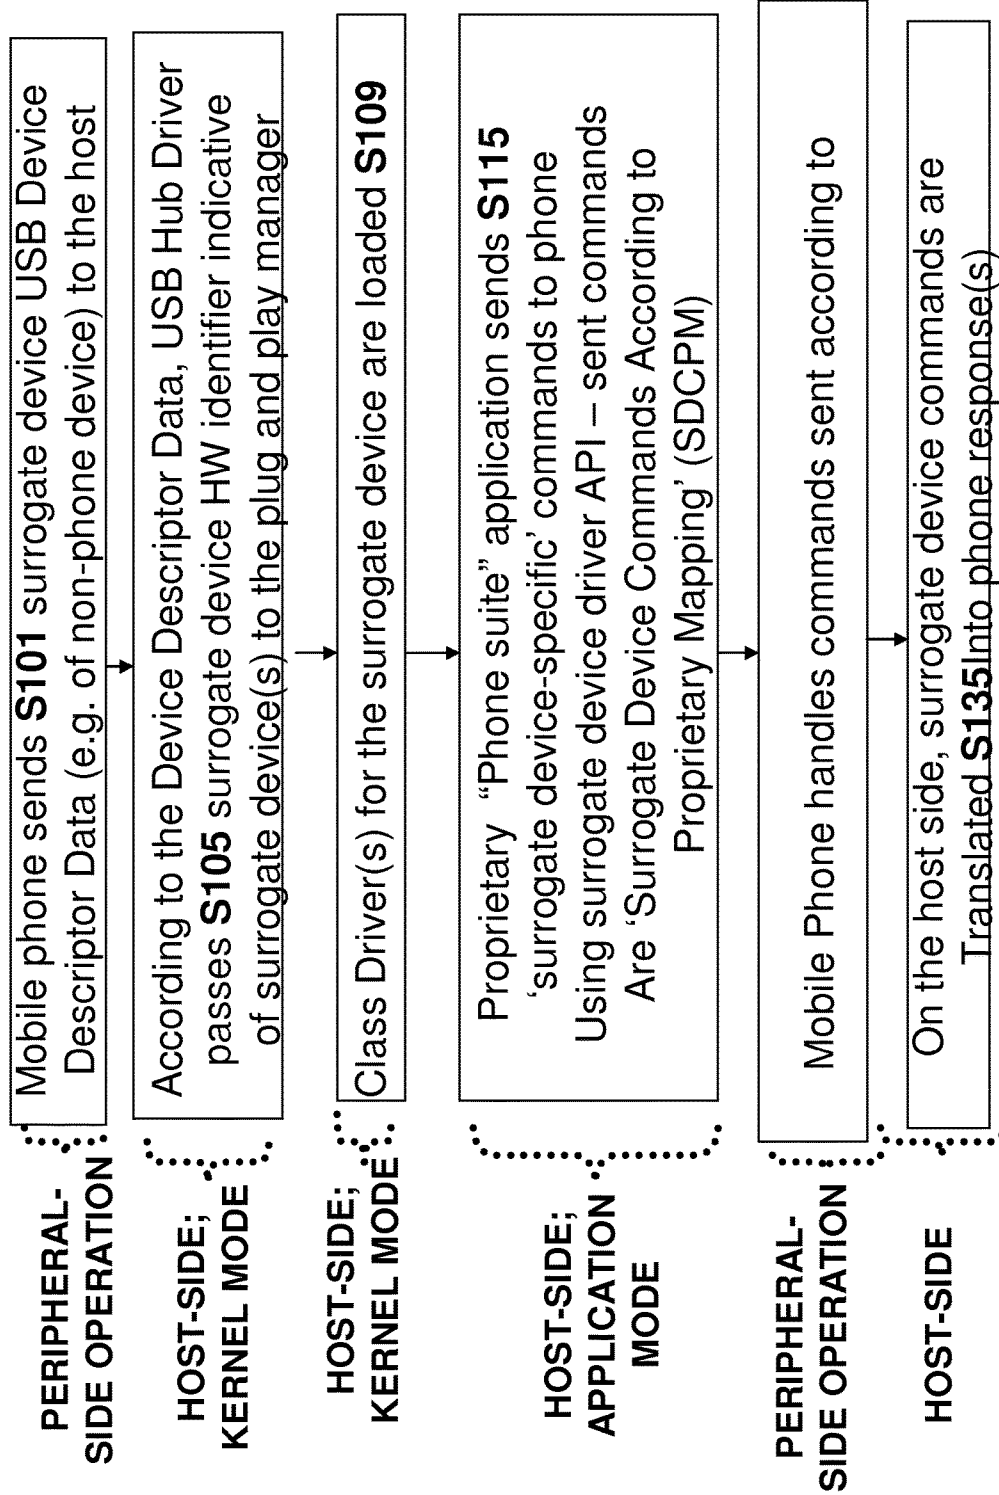 PERIPHERAL-
SIDE OPERATION
Mobile phone sends S101 surrogate device USB Device
Descriptor Data (e.g. of non-phone device) to the host
HOST-SIDE;
KERNEL MODE
According to the Device Descriptor Data, USB Hub Driver
passes S105 surrogate device HW identifier indicative
of surrogate device(s) to the plug and play manager
HOST-SIDE;
KERNEL MODE
Class Driver(s) for the surrogate device are loaded S109
HOST-SIDE;
APPLICATION
MODE
Proprietary “Phone suite” application sends S115
‘surrogate device-specific’ commands to phone
Using surrogate device driver API – sent commands
Are ‘Surrogate Device Commands According to
Proprietary Mapping’ (SDCPM)
PERIPHERAL-
SIDE OPERATION
Mobile Phone handles commands sent according to
HOST-SIDE
On the host side, surrogate device commands are
Translated S135Into phone response(s)